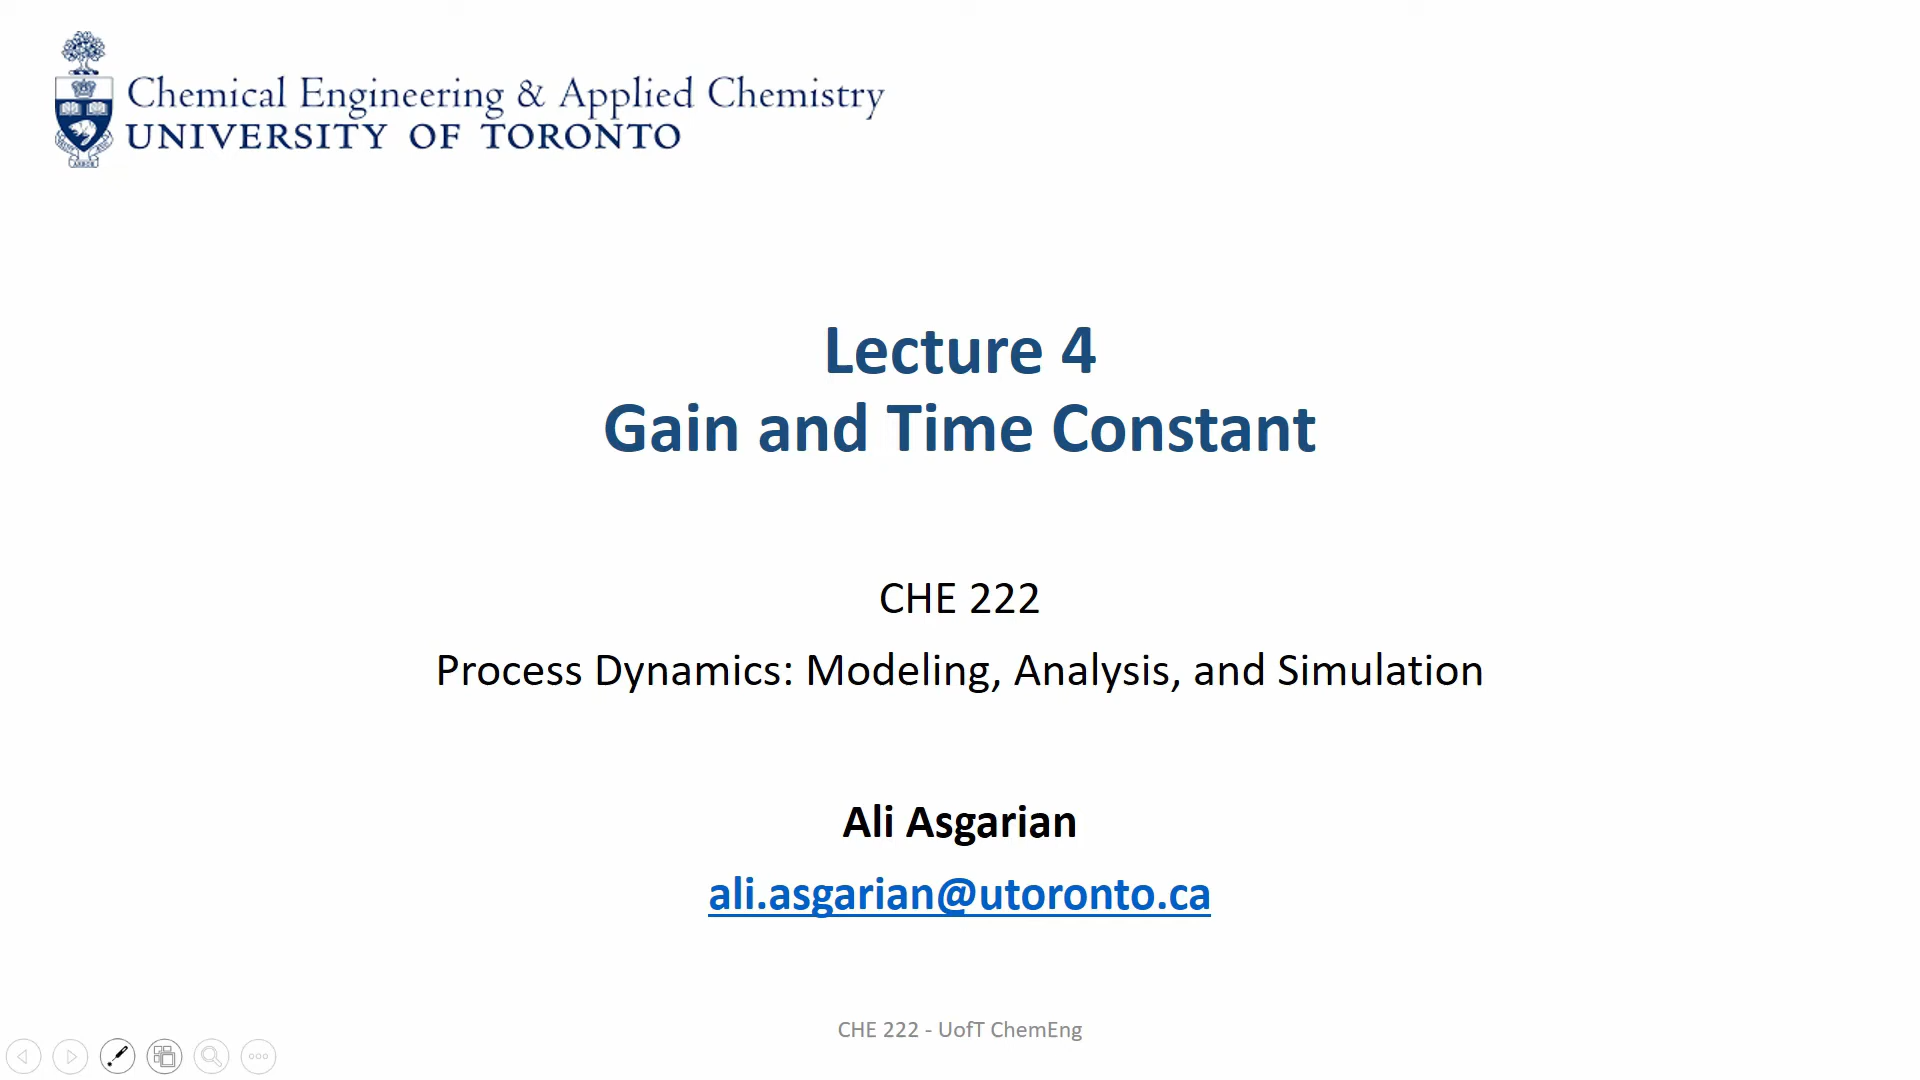 Chemical Engineering & Applied Chemistry
UNIVERSITY OF TORONTO
Lecture 4
Gain and Time Constant
CHE 222
Process Dynamics: Modeling, Analysis, and Simulation
Ali Asgarian
ali.asgarian@utoronto.ca
CHE 222 - UofT ChemEng